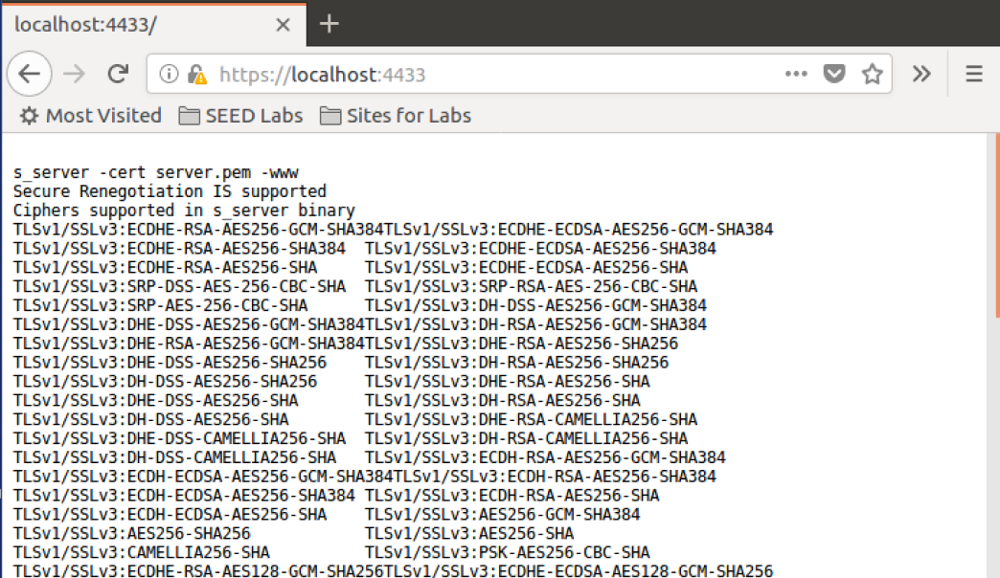 localhost:4433/
https://localhost:4433
Most Visited SEED Labs Sites for Labs
s_server -cert server.pem -www
Secure Renegotiation IS supported
Ciphers supported in s_server binary
TLSv1/SSLv3:ECDHE-RSA-AES256-GCM-SHA384TLSv1/SSLv3:ECDHE-ECDSA-AES256-GCM-SHA384
TLSv1/SSLv3:ECDHE-RSA-AES256-SHA384  TLSv1/SSLv3:ECDHE-ECDSA-AES256-SHA384
TLSv1/SSLv3:ECDHE-RSA-AES256-SHA     TLSv1/SSLv3:ECDHE-ECDSA-AES256-SHA
TLSv1/SSLv3:SRP-DSS-AES-256-CBC-SHA  TLSv1/SSLv3:SRP-RSA-AES-256-CBC-SHA
TLSv1/SSLv3:SRP-AES-256-CBC-SHA      TLSv1/SSLv3:DH-DSS-AES256-GCM-SHA384
TLSv1/SSLv3:DHE-DSS-AES256-GCM-SHA384TLSv1/SSLv3:DH-RSA-AES256-GCM-SHA384
TLSv1/SSLv3:DHE-RSA-AES256-GCM-SHA384TLSv1/SSLv3:DHE-RSA-AES256-SHA256
TLSv1/SSLv3:DHE-DSS-AES256-SHA256    TLSv1/SSLv3:DH-RSA-AES256-SHA256
TLSv1/SSLv3:DH-DSS-AES256-SHA256     TLSv1/SSLv3:DHE-RSA-AES256-SHA
TLSv1/SSLv3:DHE-DSS-AES256-SHA       TLSv1/SSLv3:DH-RSA-AES256-SHA
TLSv1/SSLv3:DH-DSS-AES256-SHA        TLSv1/SSLv3:DHE-RSA-CAMELLIA256-SHA
TLSv1/SSLv3:DHE-DSS-CAMELLIA256-SHA  TLSv1/SSLv3:DH-RSA-CAMELLIA256-SHA
TLSv1/SSLv3:DH-DSS-CAMELLIA256-SHA   TLSv1/SSLv3:ECDH-RSA-AES256-GCM-SHA384
TLSv1/SSLv3:ECDH-ECDSA-AES256-GCM-SHA384TLSv1/SSLv3:ECDH-RSA-AES256-SHA384
TLSv1/SSLv3:ECDH-ECDSA-AES256-SHA384 TLSv1/SSLv3:ECDH-RSA-AES256-SHA
TLSv1/SSLv3:ECDH-ECDSA-AES256-SHA    TLSv1/SSLv3:AES256-GCM-SHA384
TLSv1/SSLv3:AES256-SHA256            TLSv1/SSLv3:AES256-SHA
TLSv1/SSLv3:CAMELLIA256-SHA          TLSv1/SSLv3:PSK-AES256-CBC-SHA
TLSv1/SSLv3:ECDHE-RSA-AES128-GCM-SHA256TLSv1/SSLv3:ECDHE-ECDSA-AES128-GCM-SHA256